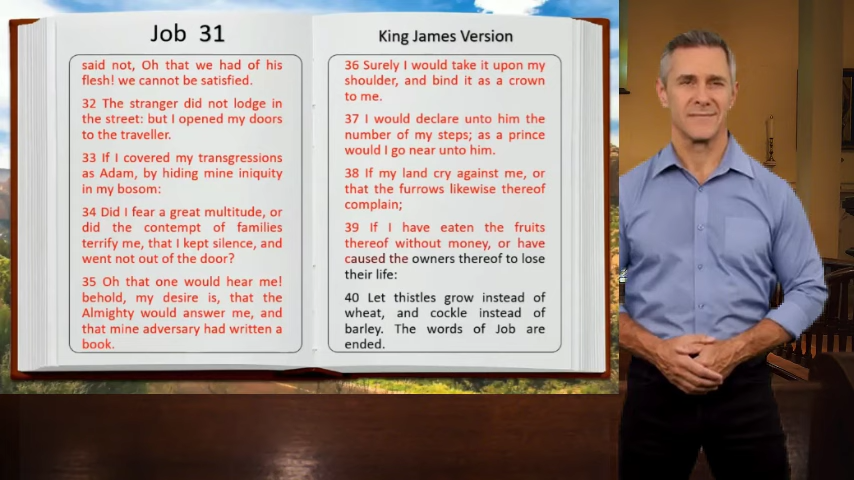 Job 31
said not, Oh that we had of his
flesh! we cannot be satisfied.
32 The stranger did not lodge in
the street: but I opened my doors
to the traveller.
33 If I covered my transgressions
as Adam, by hiding mine iniquity
in my bosom:
34 Did I fear a great multitude, or
did the contempt of families
terrify me, that I kept silence, and
went not out of the door?
35 Oh that one would hear me!
behold, my desire is, that the
Almighty would answer me, and
that mine adversary had written a
book.
King James Version
36 Surely I would take it upon my
shoulder, and bind it as a crown
to me.
37 I would declare unto him the
number of my steps; as a prince
would I go near unto him.
38 If my land cry against me, or
that the furrows likewise thereof
complain;
39 If I have eaten the fruits
thereof without money, or have
caused the owners thereof to lose
their life:
40 Let thistles grow instead of
wheat, and cockle instead of
barley. The words of Job are
ended.